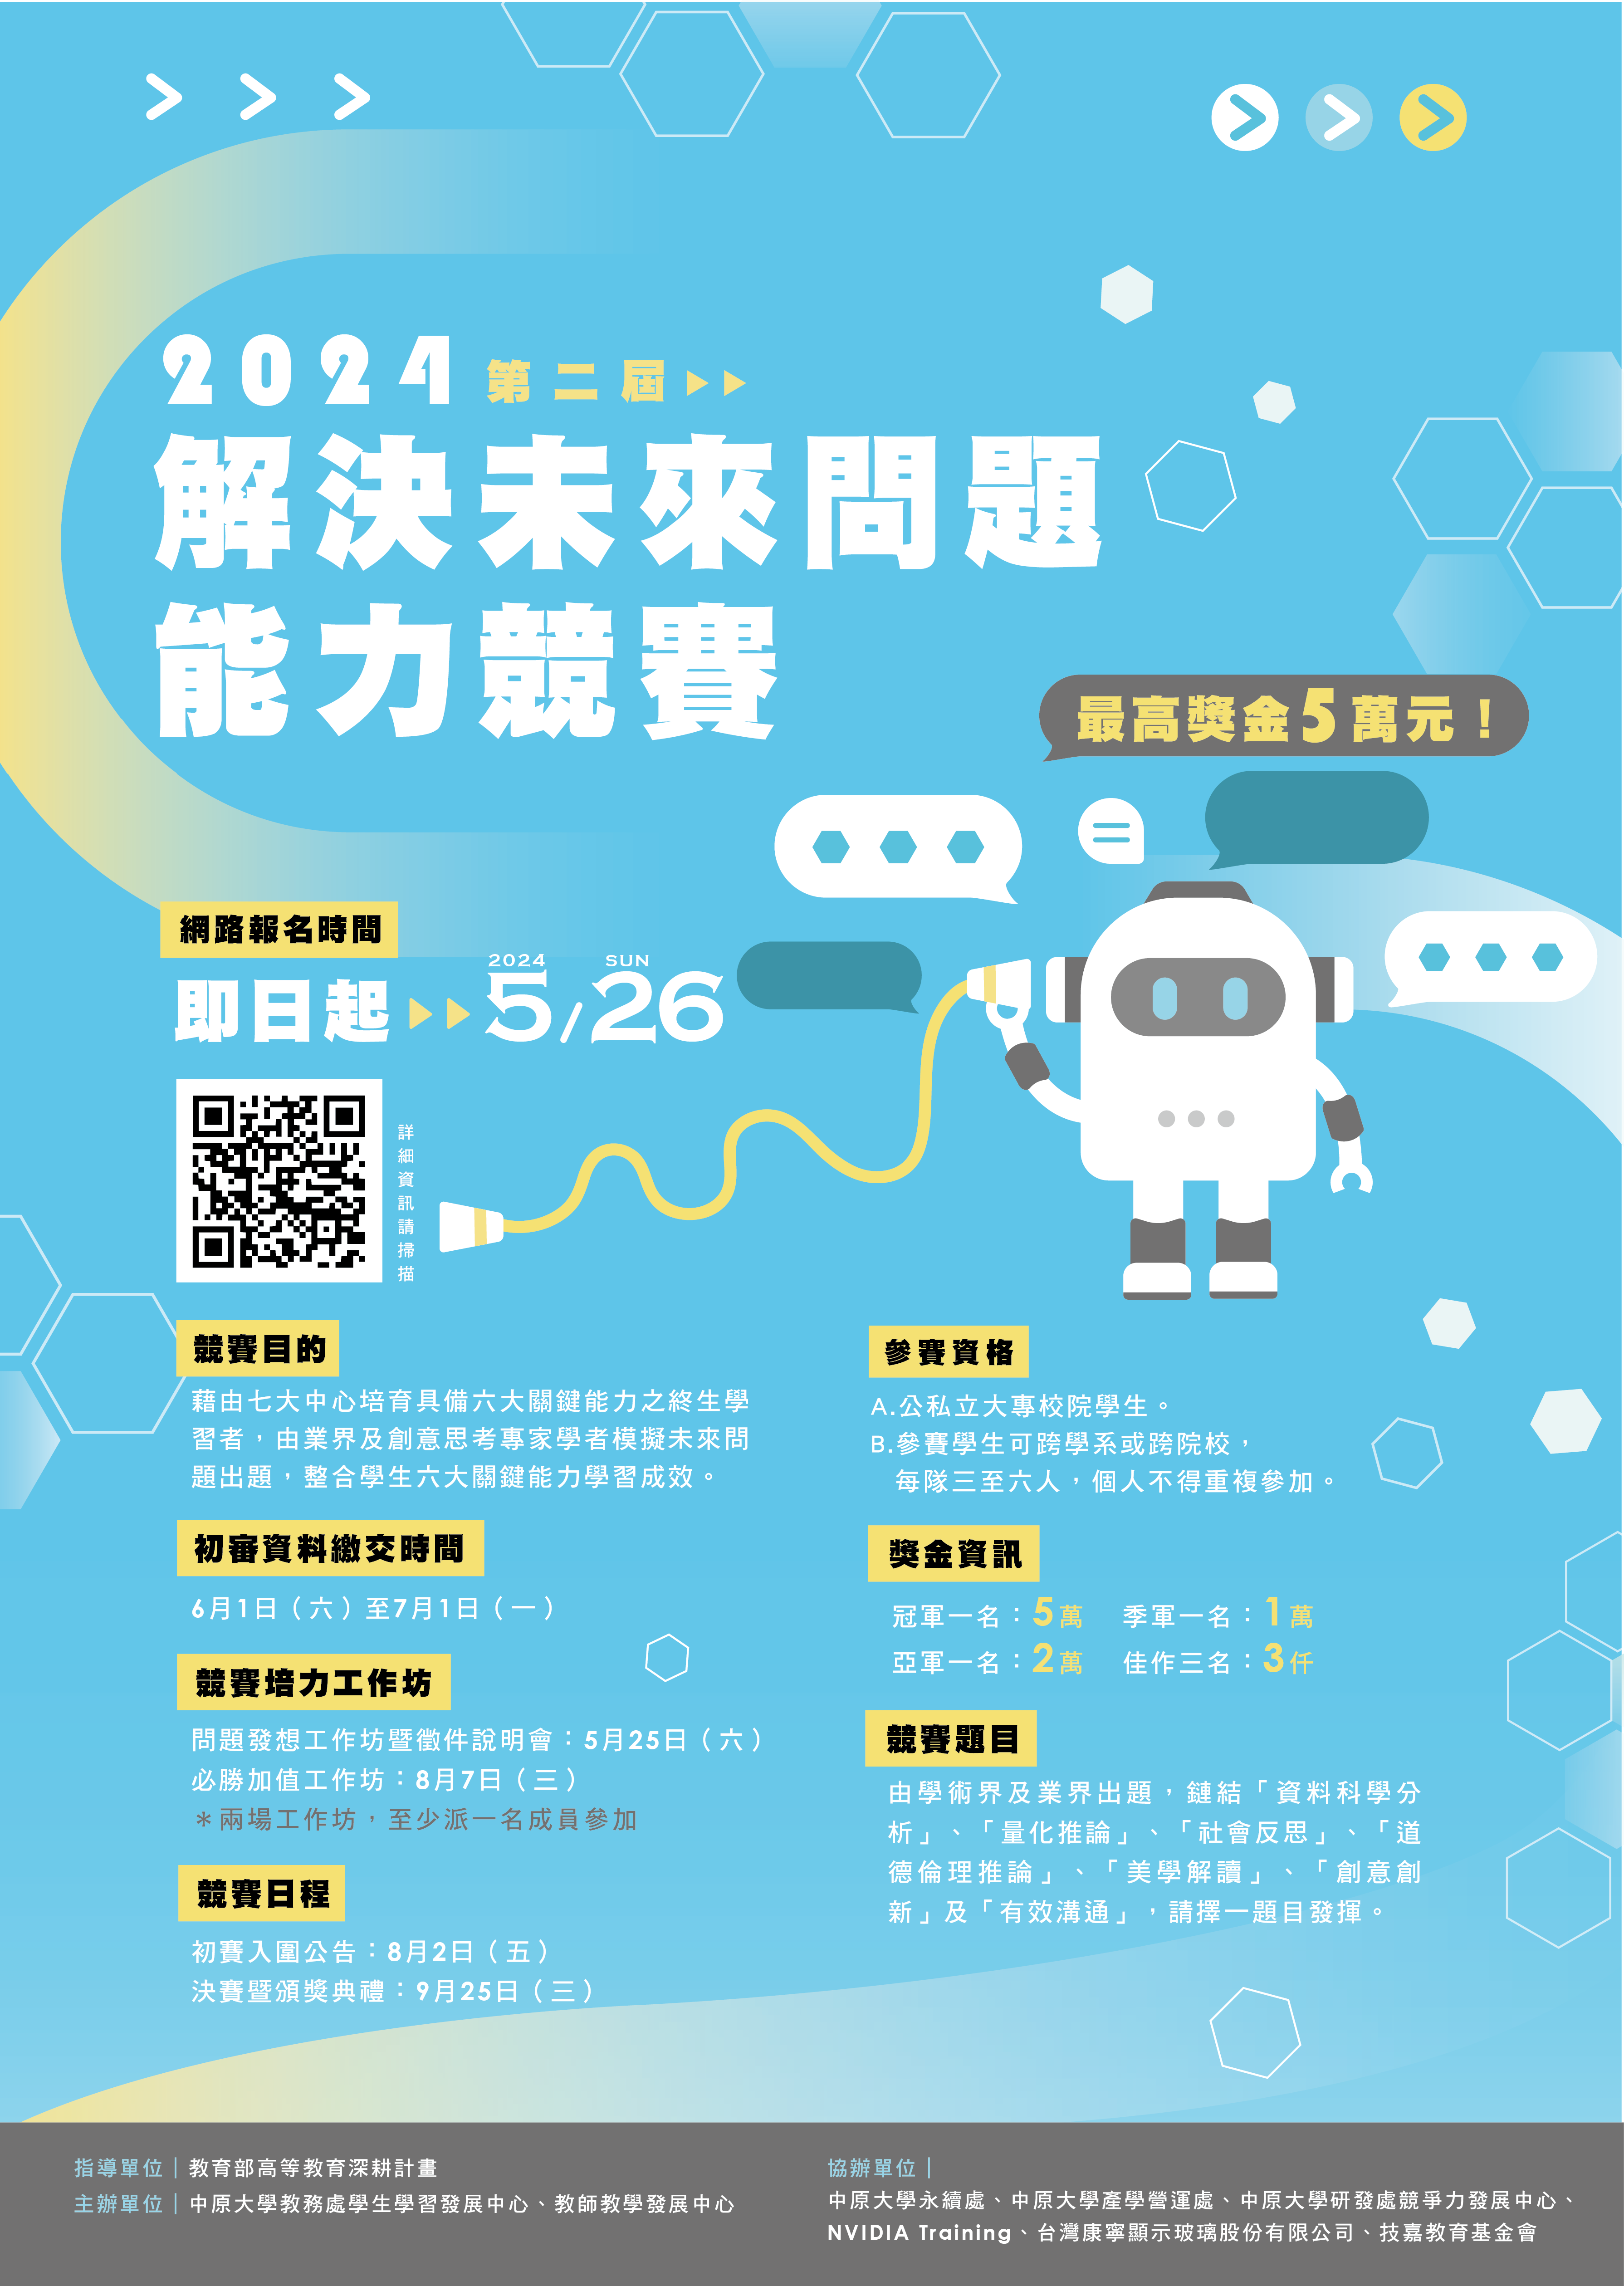 2024 第二屆
解決未來問題
能力競賽
最高獎金5萬元！
網路報名時間
2024 SUN
即日起 5/26
詳細資訊請掃描
競賽目的
藉由七大中心培育具備六大關鍵能力之終生學
習者，由業界及創意思考專家學者模擬未來問
題出題，整合學生六大關鍵能力學習成效。
初審資料繳交時間
6月1日（六）至7月1日（一）
競賽培力工作坊
問題發想工作坊暨徵件說明會：5月25日（六）
必勝加值工作坊：8月7日（三）
＊兩場工作坊，至少派一名成員參加
競賽日程
初賽入圍公告：8月2日（五）
決賽暨頒獎典禮：9月25日（三）
參賽資格
A.公私立大專校院學生。
B.參賽學生可跨學系或跨院校，
每隊三至六人，個人不得重複參加。
獎金資訊
冠軍一名：5萬 季軍一名：1萬
亞軍一名：2萬 佳作三名：3仟
競賽題目
由學術界及業界出題，鏈結「資料科學分
析」、「量化推論」、「社會反思」、「道
德倫理推論」、「美學解讀」、「創意創
新」及「有效溝通」，請擇一題目發揮。
指導單位｜教育部高等教育深耕計畫
主辦單位｜中原大學教務處學生學習發展中心、教師教學發展中心
協辦單位｜
中原大學永續處、中原大學產學營運處、中原大學研發處競爭力發展中心、
NVIDIA Training、台灣康寧顯示玻璃股份有限公司、技嘉教育基金會